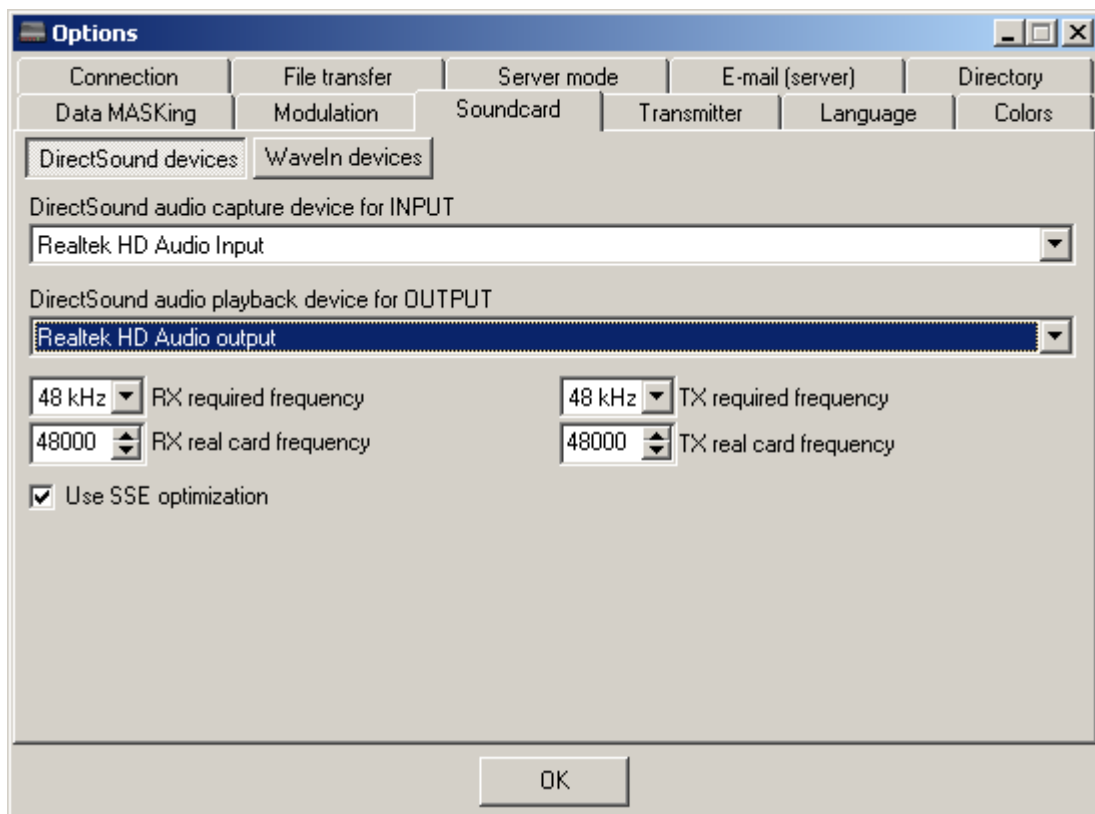 Options
Connection File transfer Server mode E-mail (server) Directory
Data MASKing Modulation Soundcard Transmitter Language Colors
DirectSound devices WaveIn devices
DirectSound audio capture device for INPUT
Realtek HD Audio Input
DirectSound audio playback device for OUTPUT
Realtek HD Audio output
48 kHz RX required frequency 48 kHz TX required frequency
48000 RX real card frequency 48000 TX real card frequency
Use SSE optimization
OK